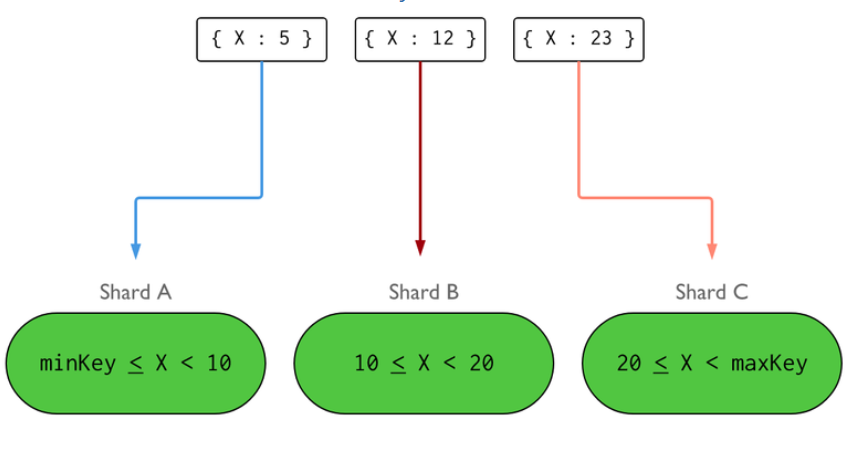 { X : 5 }
{ X : 12 }
{ X : 23 }
Shard A
Shard B
Shard C
minKey ≤ X < 10
10 ≤ X < 20
20 ≤ X < maxKey